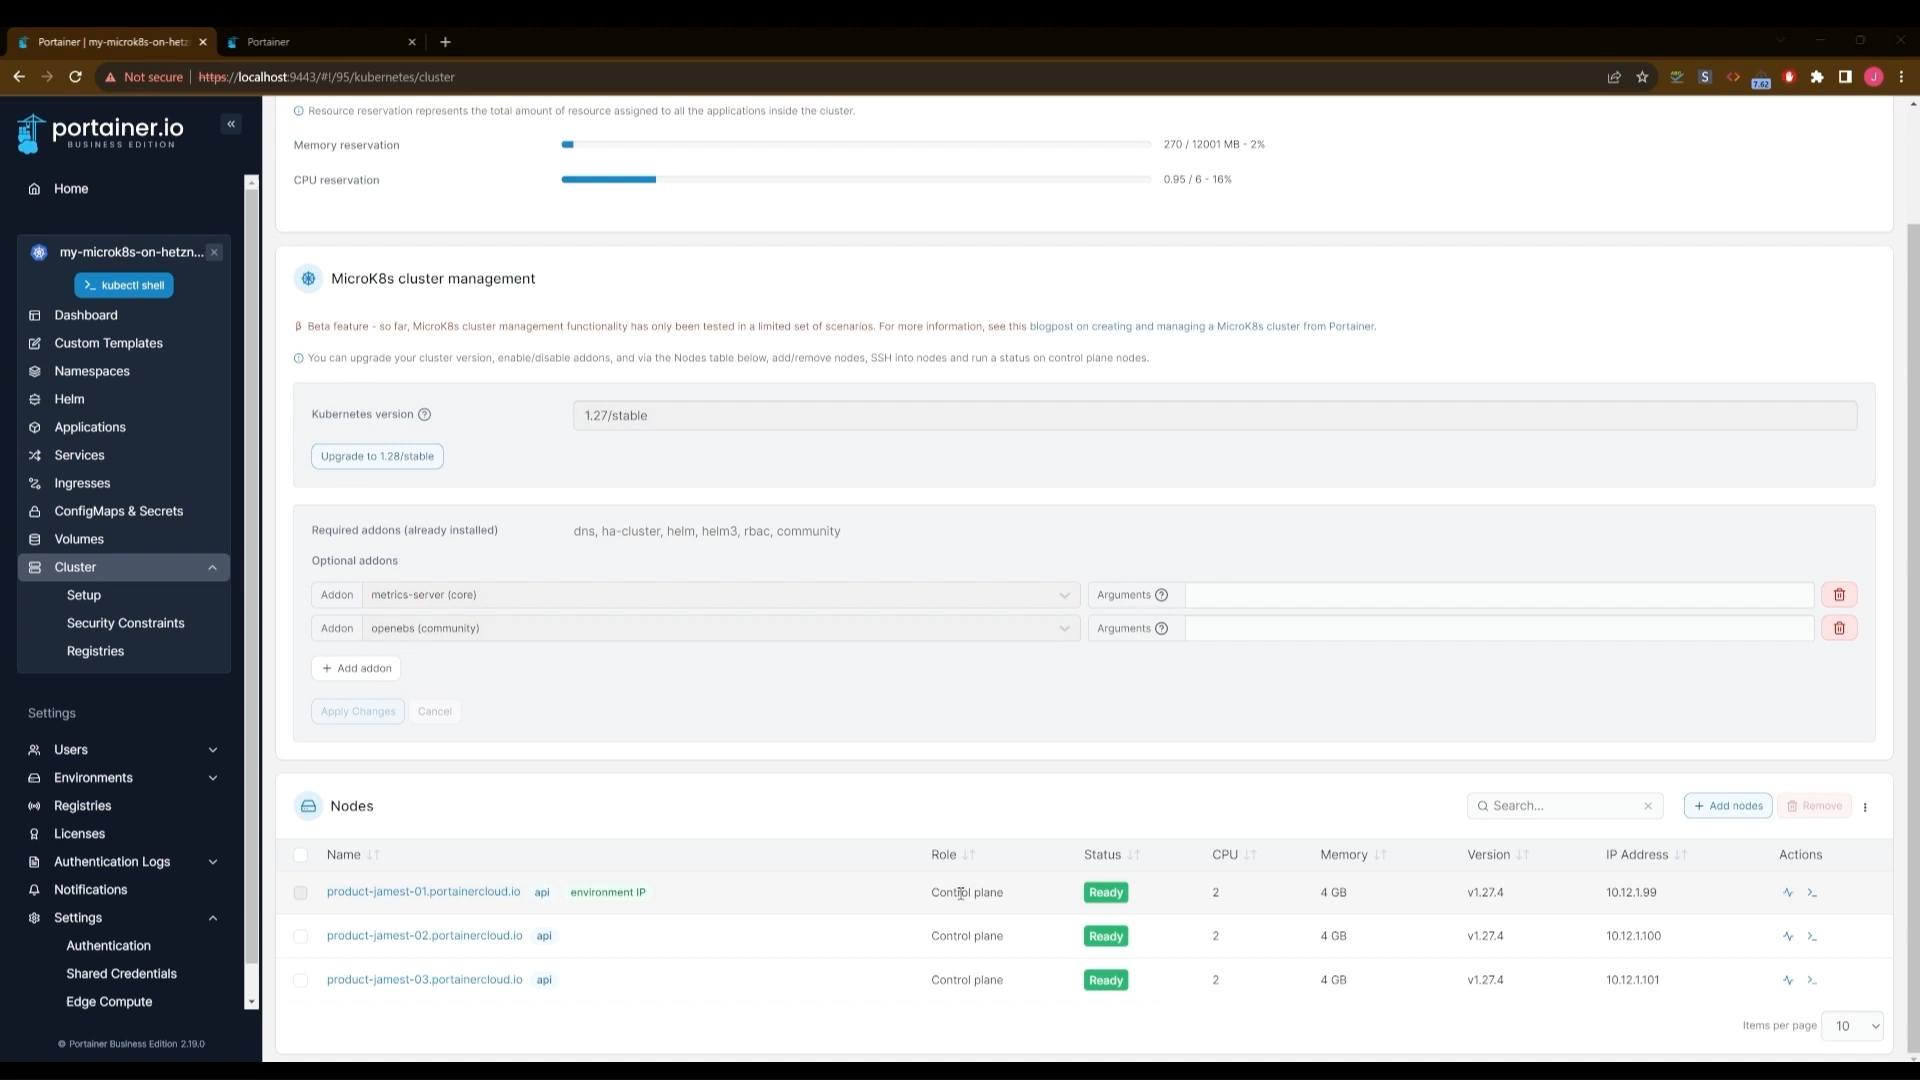 Portainer | my-microk8s-on-hetz
Portainer
Not secure
https://localhost:9443/#!/95/kubernetes/cluster
S
7.62
J
portainer.io
BUSINESS EDITION
Home
my-microk8s-on-hetzn...
>_ kubectl shell
Dashboard
Custom Templates
Namespaces
Helm
Applications
Services
Ingresses
ConfigMaps & Secrets
Volumes
Cluster
Setup
Security Constraints
Registries
Settings
Users
Environments
Registries
Licenses
Authentication Logs
Notifications
Settings
Authentication
Shared Credentials
Edge Compute
© Portainer Business Edition 2.19.0
Resource reservation represents the total amount of resource assigned to all the applications inside the cluster.
Memory reservation 270 / 12001 MB - 2%
CPU reservation 0.95 / 6 - 16%
MicroK8s cluster management
β Beta feature - so far, MicroK8s cluster management functionality has only been tested in a limited set of scenarios. For more information, see this blogpost on creating and managing a MicroK8s cluster from Portainer.
You can upgrade your cluster version, enable/disable addons, and via the Nodes table below, add/remove nodes, SSH into nodes and run a status on control plane nodes.
Kubernetes version 1.27/stable
Upgrade to 1.28/stable
Required addons (already installed) dns, ha-cluster, helm, helm3, rbac, community
Optional addons
Addon metrics-server (core) Arguments
Addon openebs (community) Arguments
+ Add addon
Apply Changes Cancel
Nodes Search... + Add nodes Remove
Name Role Status CPU Memory Version IP Address Actions
product-jamest-01.portainercloud.io api environment IP Control plane Ready 2 4 GB v1.27.4 10.12.1.99
product-jamest-02.portainercloud.io api Control plane Ready 2 4 GB v1.27.4 10.12.1.100
product-jamest-03.portainercloud.io api Control plane Ready 2 4 GB v1.27.4 10.12.1.101
Items per page 10